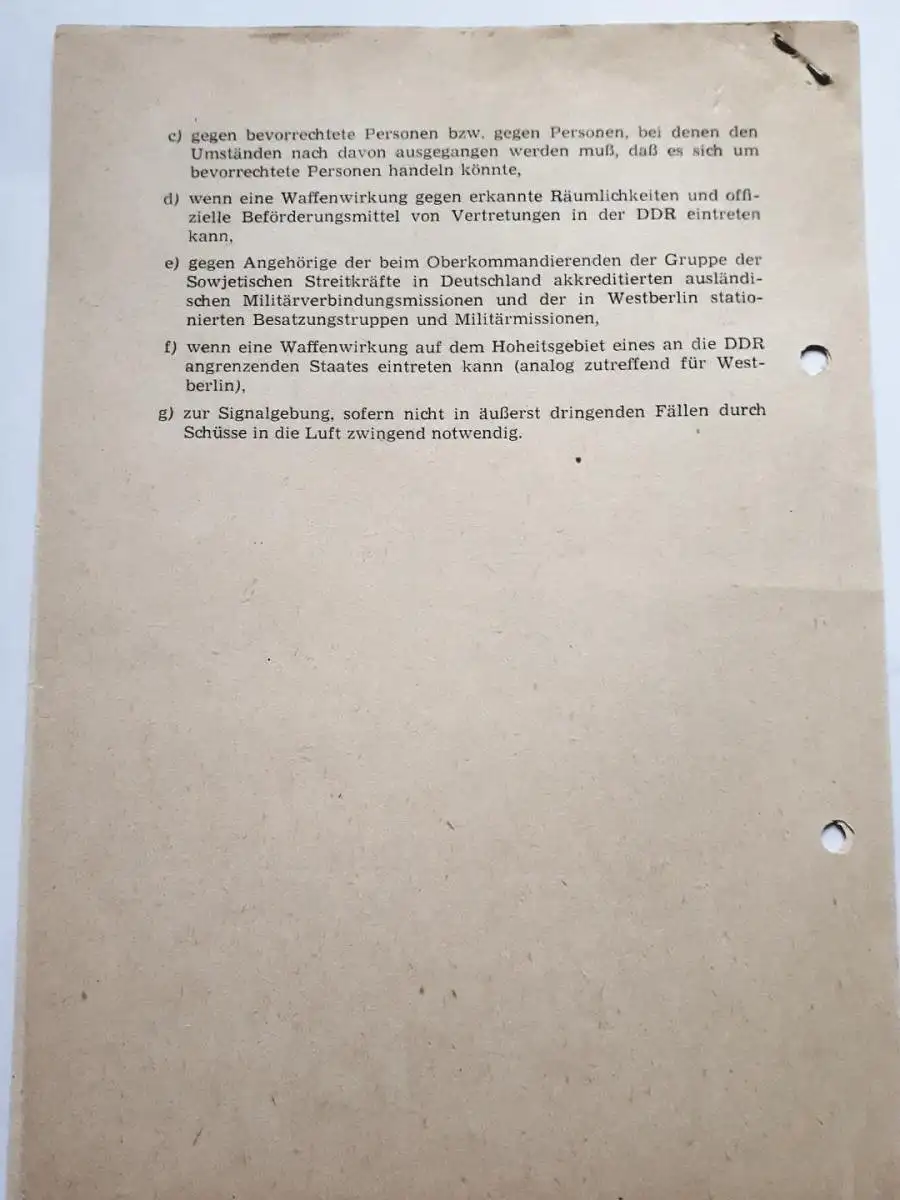 c) gegen bevorrechtete Personen bzw. gegen Personen, bei denen den
Umständen nach davon ausgegangen werden muß, daß es sich um
bevorrechtete Personen handeln könnte,
d) wenn eine Waffenwirkung gegen erkannte Räumlichkeiten und offi-
zielle Beförderungsmittel von Vertretungen in der DDR eintreten
kann,
e) gegen Angehörige der beim Oberkommandierenden der Gruppe der
Sowjetischen Streitkräfte in Deutschland akkreditierten ausländi-
schen Militärverbindungsmissionen und der in Westberlin statio-
nierten Besatzungstruppen und Militärmissionen,
f) wenn eine Waffenwirkung auf dem Hoheitsgebiet eines an die DDR
angrenzenden Staates eintreten kann (analog zutreffend für West-
berlin),
g) zur Signalgebung, sofern nicht in äußerst dringenden Fällen durch
Schüsse in die Luft zwingend notwendig.